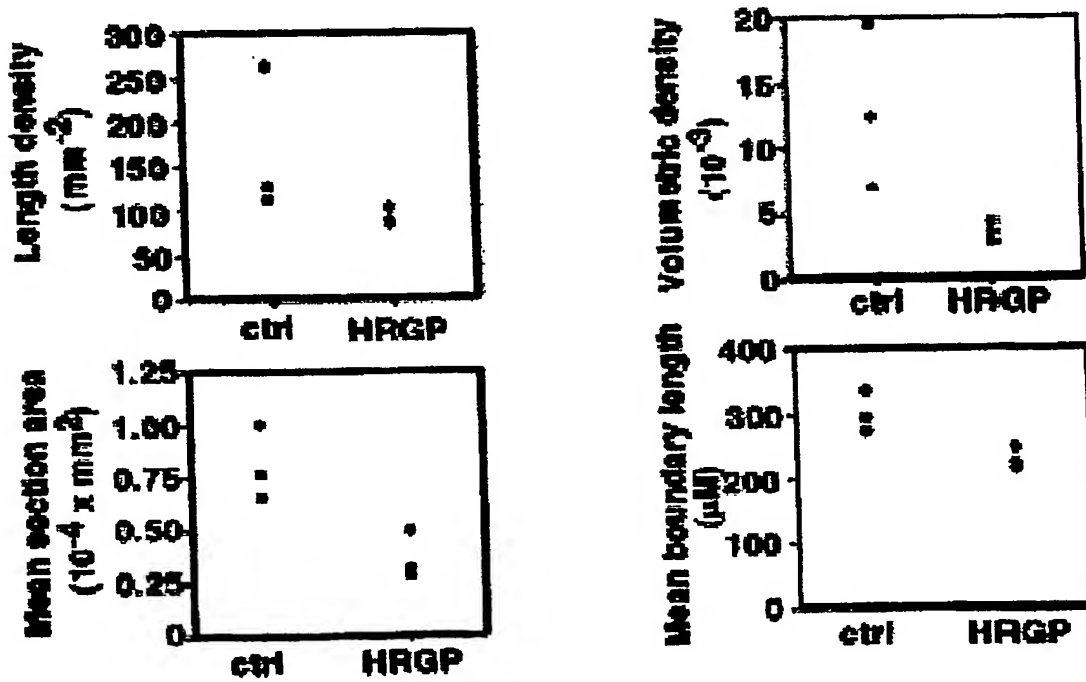 Length density
(mm-2)
300
250
200
150
100
50
0
ctrl HRGP
Volumetric density
(10-3)
20
15
10
5
0
ctrl HRGP
Mean section area
(10-4 x mm2)
1.25
1.00
0.75
0.50
0.25
0
ctrl HRGP
Mean boundary length
(µM)
400
300
200
100
0
ctrl HRGP